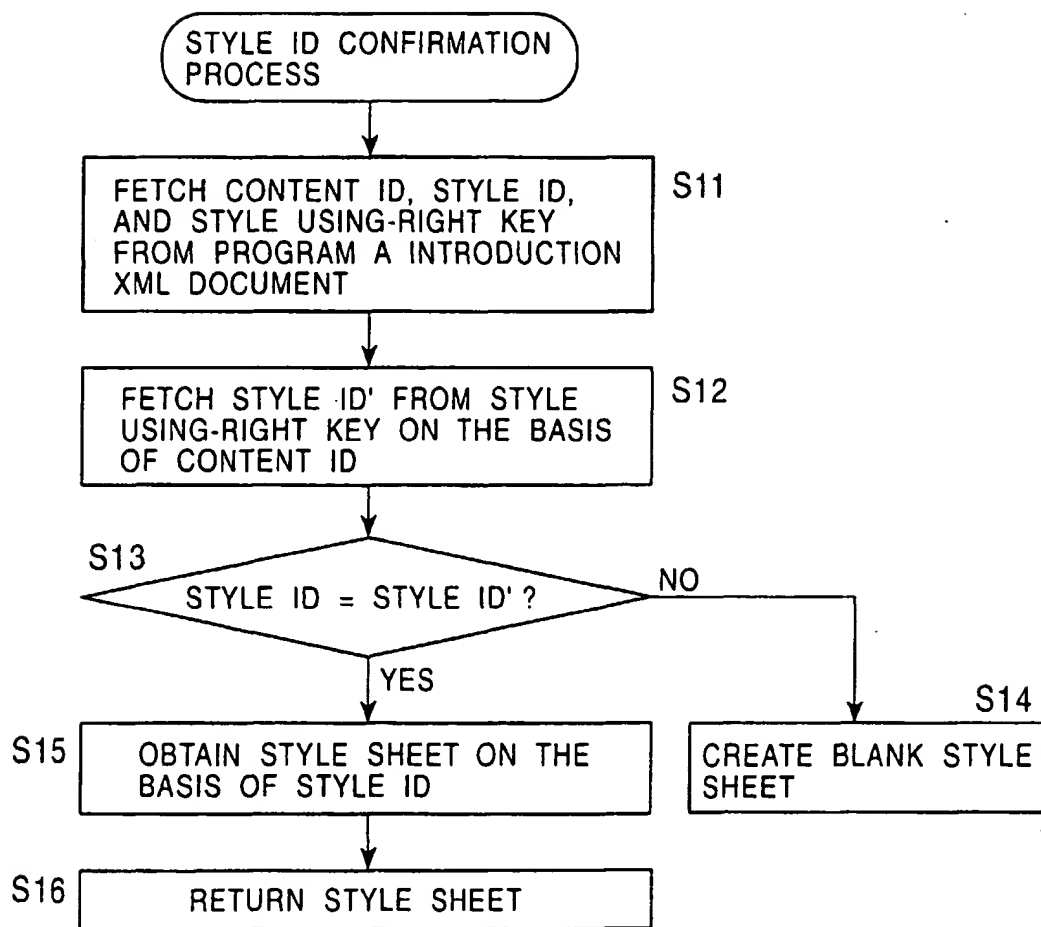 STYLE ID CONFIRMATION
PROCESS
FETCH CONTENT ID, STYLE ID,
AND STYLE USING-RIGHT KEY
FROM PROGRAM A INTRODUCTION
XML DOCUMENT
S11
FETCH STYLE ID' FROM STYLE
USING-RIGHT KEY ON THE BASIS
OF CONTENT ID
S12
S13
STYLE ID = STYLE ID' ?
NO
YES
S14
CREATE BLANK STYLE
SHEET
S15
OBTAIN STYLE SHEET ON THE
BASIS OF STYLE ID
S16
RETURN STYLE SHEET